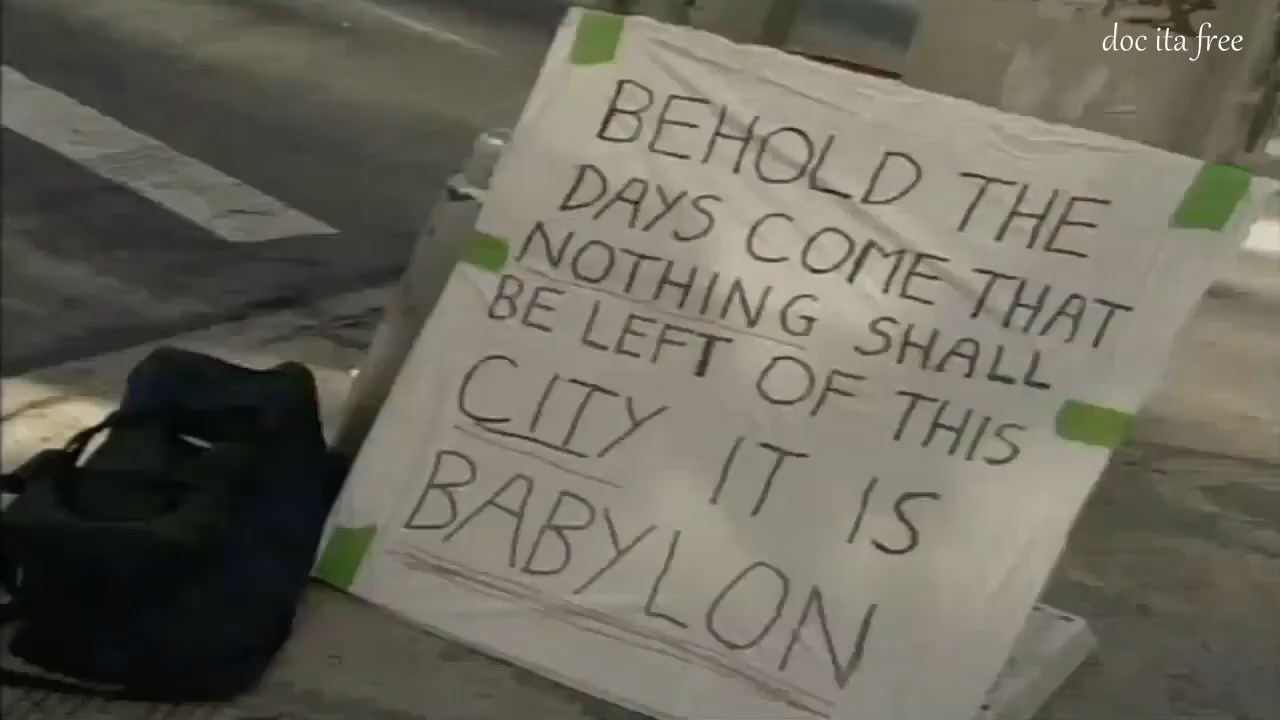 doc ita free
BEHOLD THE
DAYS COME THAT
NOTHING SHALL
BE LEFT OF THIS
CITY IT IS
BABYLON